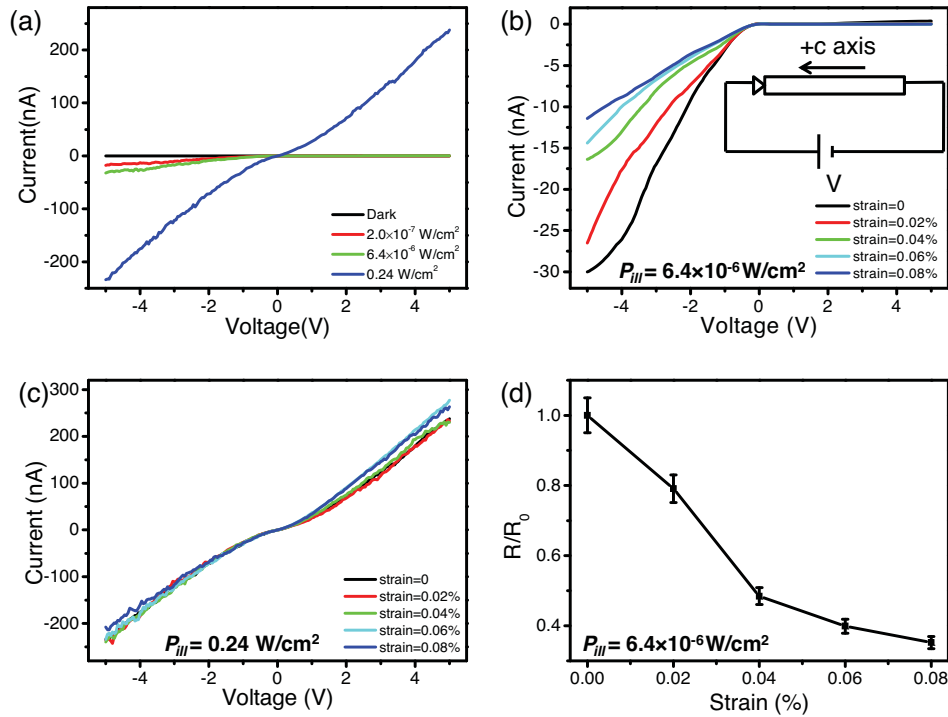 (a)
200
100
0
-100
-200
Current(nA)
-4
-2
0
2
4
Voltage(V)
Dark
2.0×10⁻⁷ W/cm²
6.4×10⁻⁶ W/cm²
0.24 W/cm²
(b)
0
-5
-10
-15
-20
-25
-30
Current (nA)
-4
-2
0
2
4
Voltage (V)
+c axis
V
strain=0
strain=0.02%
strain=0.04%
strain=0.06%
strain=0.08%
P_ill = 6.4×10⁻⁶W/cm²
(c)
300
200
100
0
-100
-200
Current (nA)
-4
-2
0
2
4
Voltage (V)
strain=0
strain=0.02%
strain=0.04%
strain=0.06%
strain=0.08%
P_ill = 0.24 W/cm²
(d)
1.0
0.8
0.6
0.4
R/R₀
0.00
0.02
0.04
0.06
0.08
Strain (%)
P_ill = 6.4×10⁻⁶W/cm²